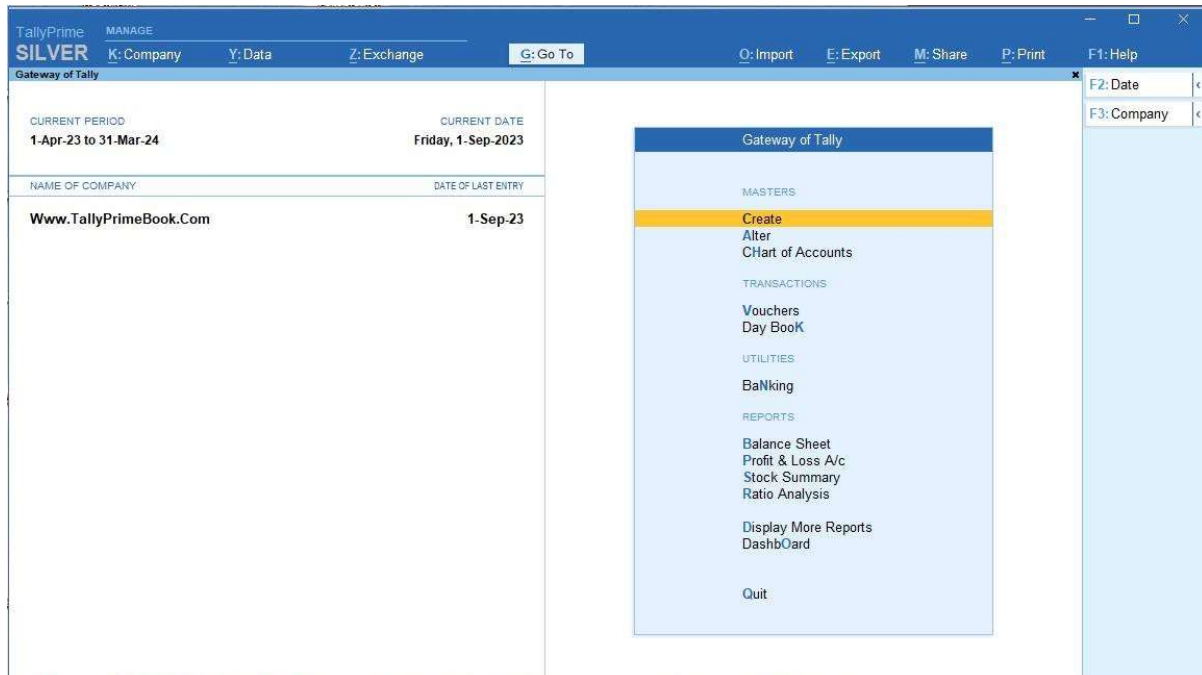 TallyPrime MANAGE
SILVER K: Company Y: Data Z: Exchange G: Go To O: Import E: Export M: Share P: Print F1: Help
Gateway of Tally
F2: Date
F3: Company
CURRENT PERIOD CURRENT DATE
1-Apr-23 to 31-Mar-24 Friday, 1-Sep-2023
NAME OF COMPANY DATE OF LAST ENTRY
Www.TallyPrimeBook.Com 1-Sep-23
Gateway of Tally
MASTERS
Create
Alter
CHart of Accounts
TRANSACTIONS
Vouchers
Day BooK
UTILITIES
BaNking
REPORTS
Balance Sheet
Profit & Loss A/c
Stock Summary
Ratio Analysis
Display More Reports
DashbOard
Quit